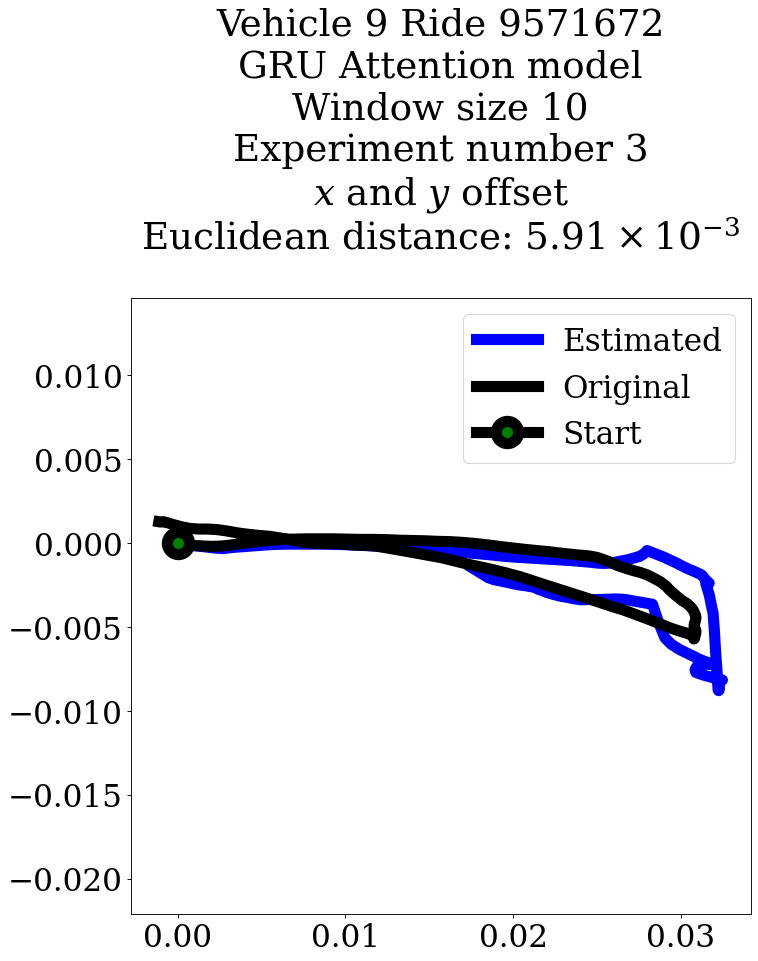 Vehicle 9 Ride 9571672
GRU Attention model
Window size 10
Experiment number 3
x and y offset
Euclidean distance: 5.91 × 10⁻³
Estimated
Original
Start
0.010
0.005
0.000
−0.005
−0.010
−0.015
−0.020
0.00 0.01 0.02 0.03